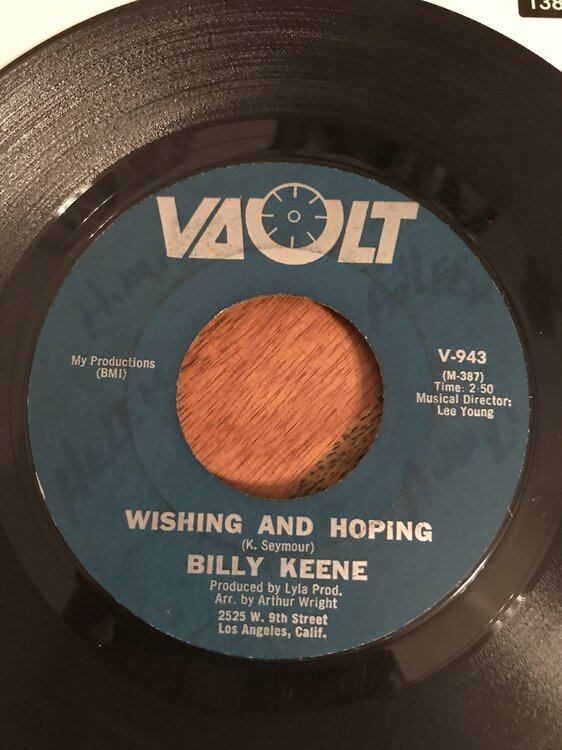 138
VAULT
My Productions
(BMI)
V-943
(M-387)
Time: 2:50
Musical Director:
Lee Young
WISHING AND HOPING
(K. Seymour)
BILLY KEENE
Produced by Lyla Prod.
Arr. by Arthur Wright
2525 W. 9th Street
Los Angeles, Calif.